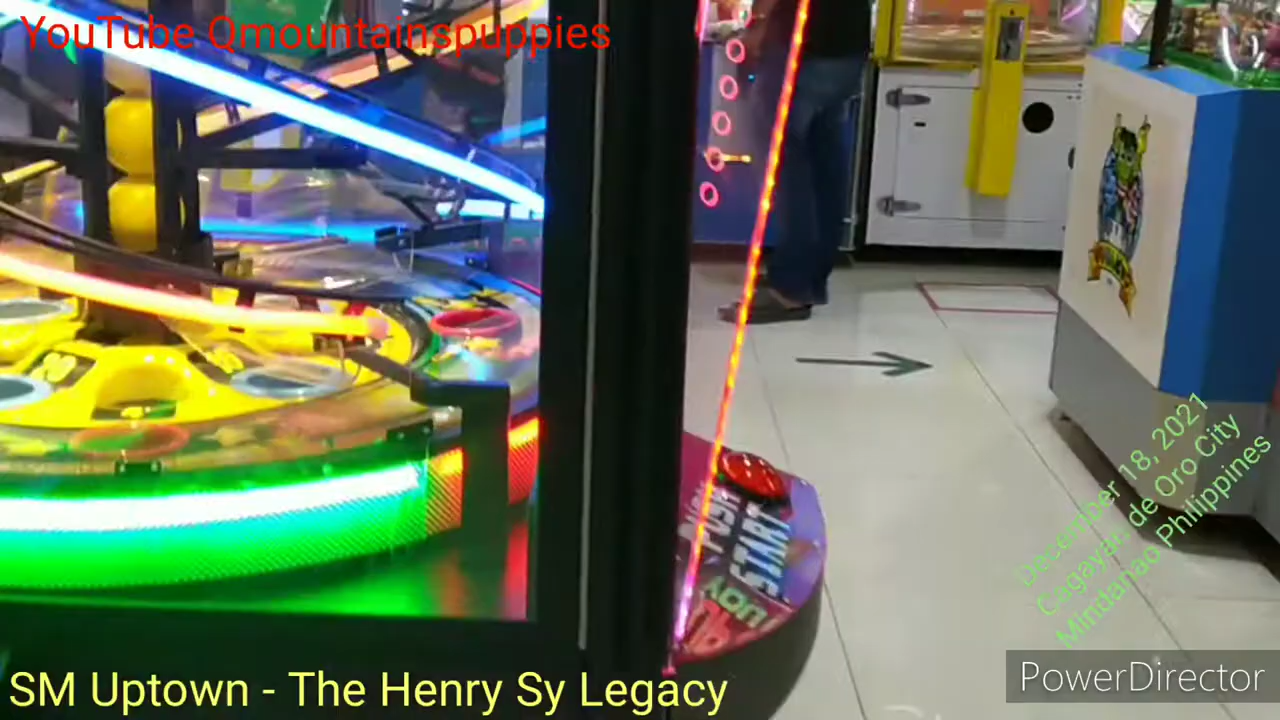 YouTube Qmountainspuppies
PUSH
START
December 18, 2021
Cagayan de Oro City
Mindanao Philippines
SM Uptown - The Henry Sy Legacy
PowerDirector